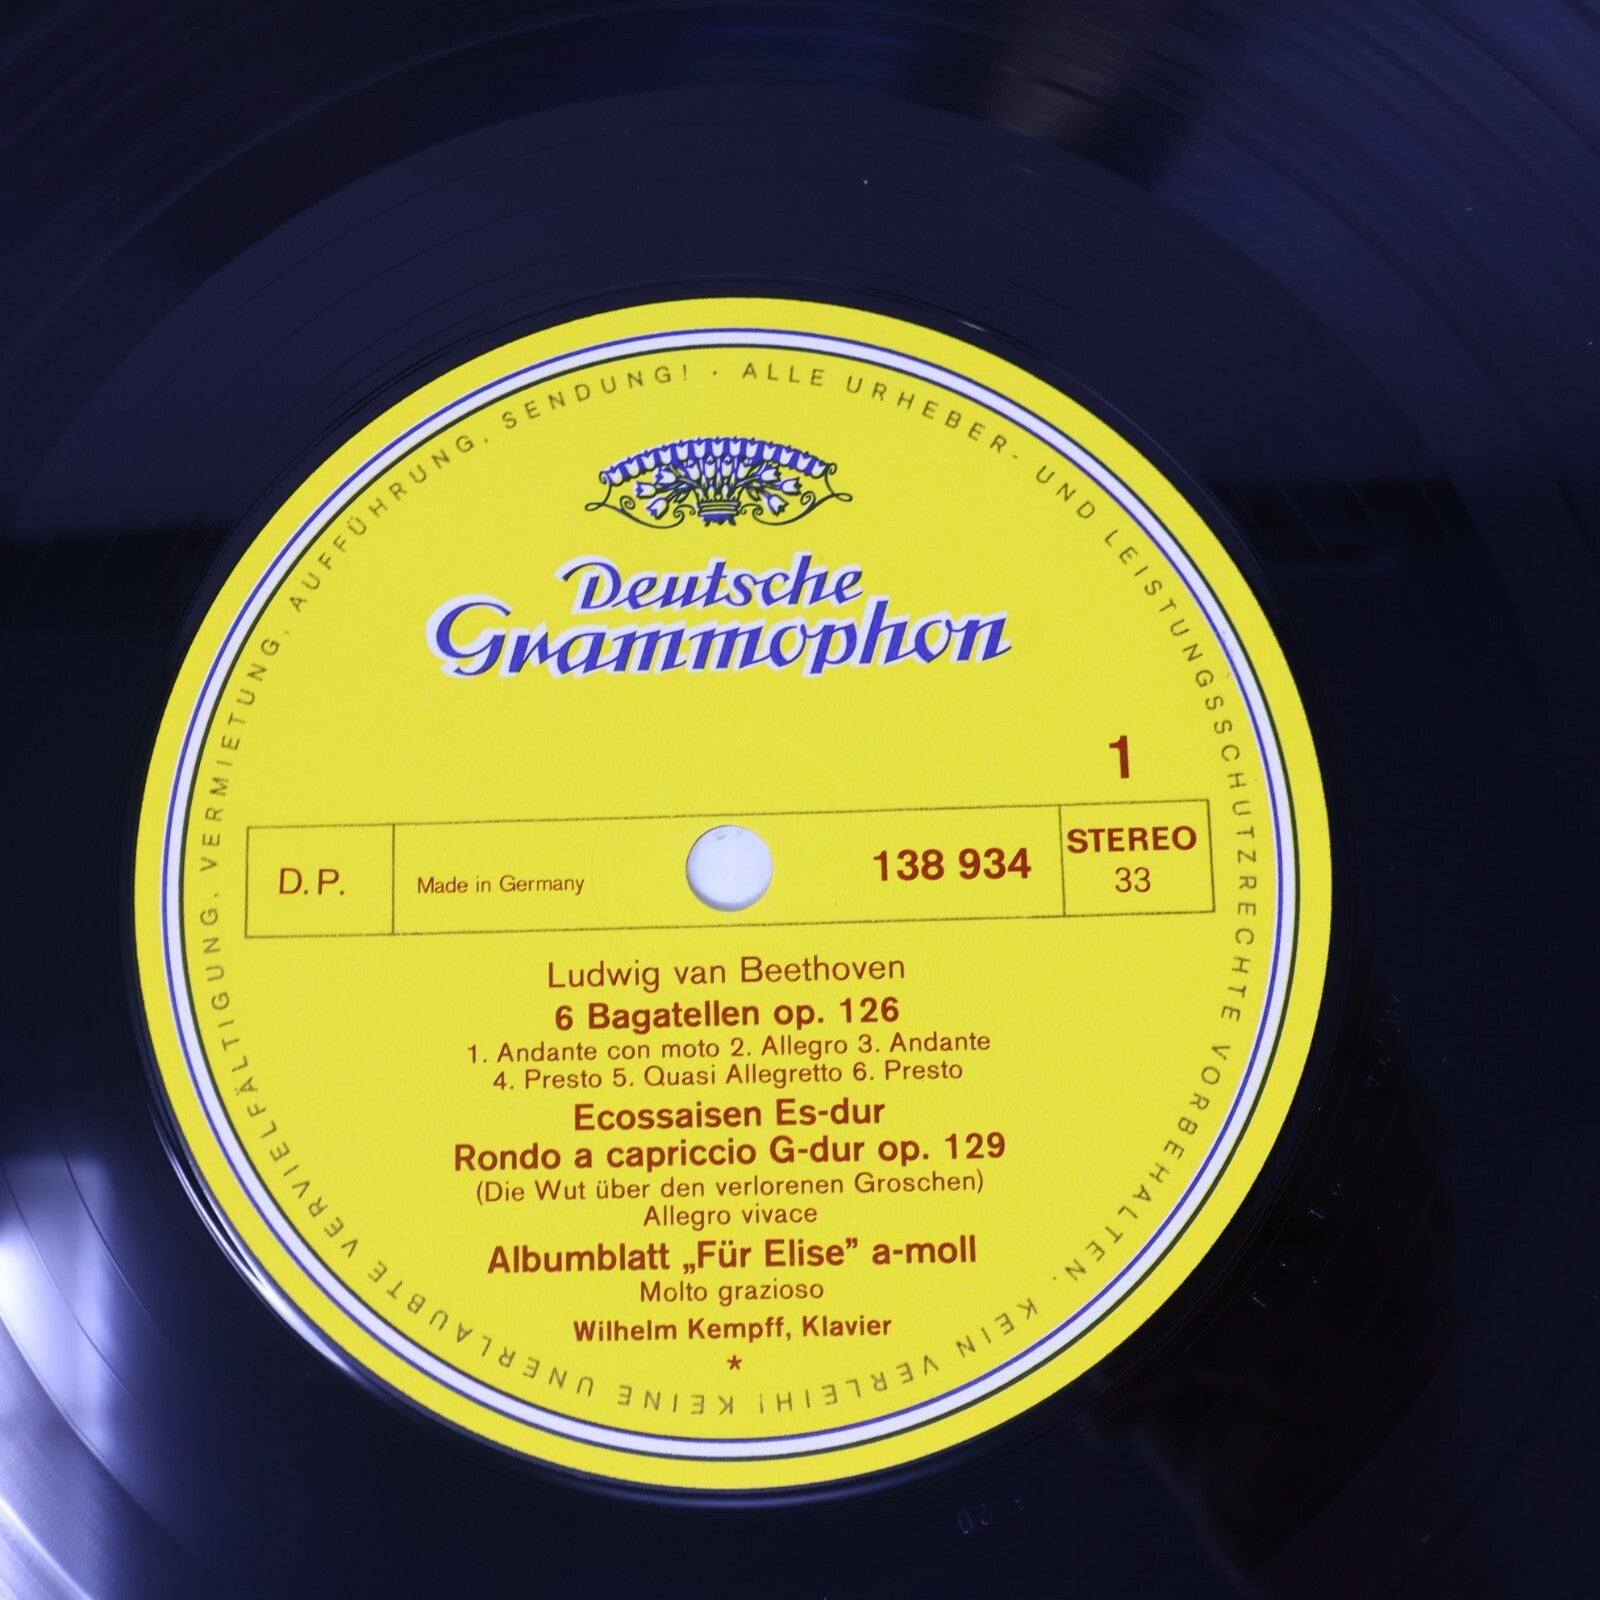 ALLE URHEBER- UND LEISTUNGSSCHUTZRECHTE VORBEHALTEN. KEIN VERLEIH! KEINE UNERLAUBTE VERVIELFÄLTIGUNG, VERMIETUNG, AUFFÜHRUNG, SENDUNG! ·
Deutsche
Grammophon
1
D. P.
Made in Germany
138 934
STEREO
33
Ludwig van Beethoven
6 Bagatellen op. 126
1. Andante con moto 2. Allegro 3. Andante
4. Presto 5. Quasi Allegretto 6. Presto
Ecossaisen Es-dur
Rondo a capriccio G-dur op. 129
(Die Wut über den verlorenen Groschen)
Allegro vivace
Albumblatt „Für Elise” a-moll
Molto grazioso
Wilhelm Kempff, Klavier
*